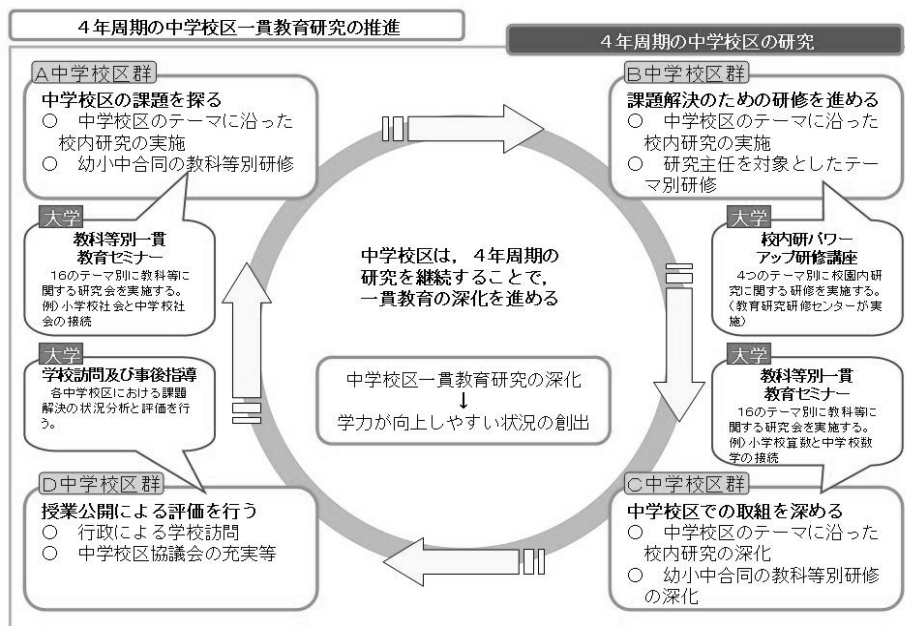 ４年周期の中学校区一貫教育研究の推進
４年周期の中学校区の研究
A中学校区群
中学校区の課題を探る
○　中学校区のテーマに沿った
校内研究の実施
○　幼小中合同の教科等別研修
B中学校区群
課題解決のための研修を進める
○　中学校区のテーマに沿った
校内研究の実施
○　研究主任を対象としたテー
マ別研修
大学
教科等別一貫
教育セミナー
16のテーマ別に教科等に
関する研究会を実施する。
例）小学校社会と中学校社
会の接続
中学校区は，４年周期の
研究を継続することで，
一貫教育の深化を進める
大学
校内研パワー
アップ研修講座
４つのテーマ別に校園内研
究に関する研修を実施する。
（教育研究研修センターが実
施）
大学
学校訪問及び事後指導
各中学校区における課題
解決の状況分析と評価を行
う。
中学校区一貫教育研究の深化
↓
学力が向上しやすい状況の創出
大学
教科等別一貫
教育セミナー
16のテーマ別に教科等に
関する研究会を実施する。
例）小学校算数と中学校数
学の接続
D中学校区群
授業公開による評価を行う
○　行政による学校訪問
○　中学校区協議会の充実等
C中学校区群
中学校区での取組を深める
○　中学校区のテーマに沿った
校内研究の深化
○　幼小中合同の教科等別研修
の深化